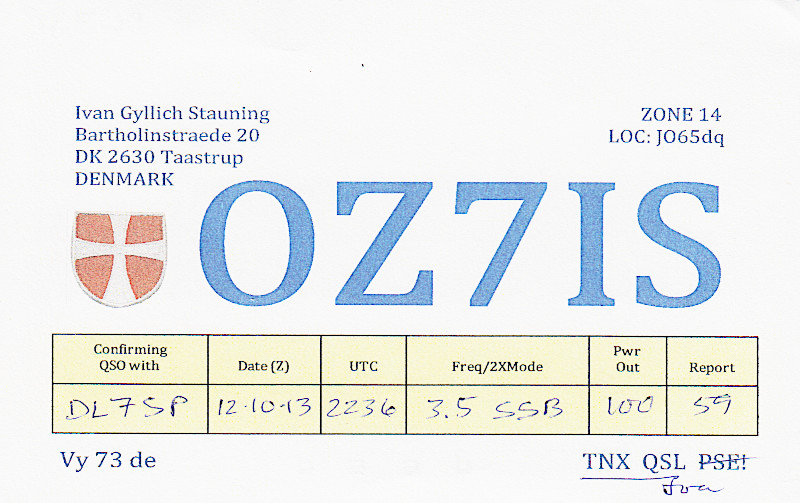 Ivan Gyllich Stauning
Bartholinstraede 20
DK 2630 Taastrup
DENMARK
ZONE 14
LOC: JO65dq
OZ7IS
Confirming QSO with Date (Z) UTC Freq/2XMode Pwr Out Report
DL7SP 12-10-13 2236 3.5 SSB 100 59
Vy 73 de
TNX QSL PSE!
Ivan